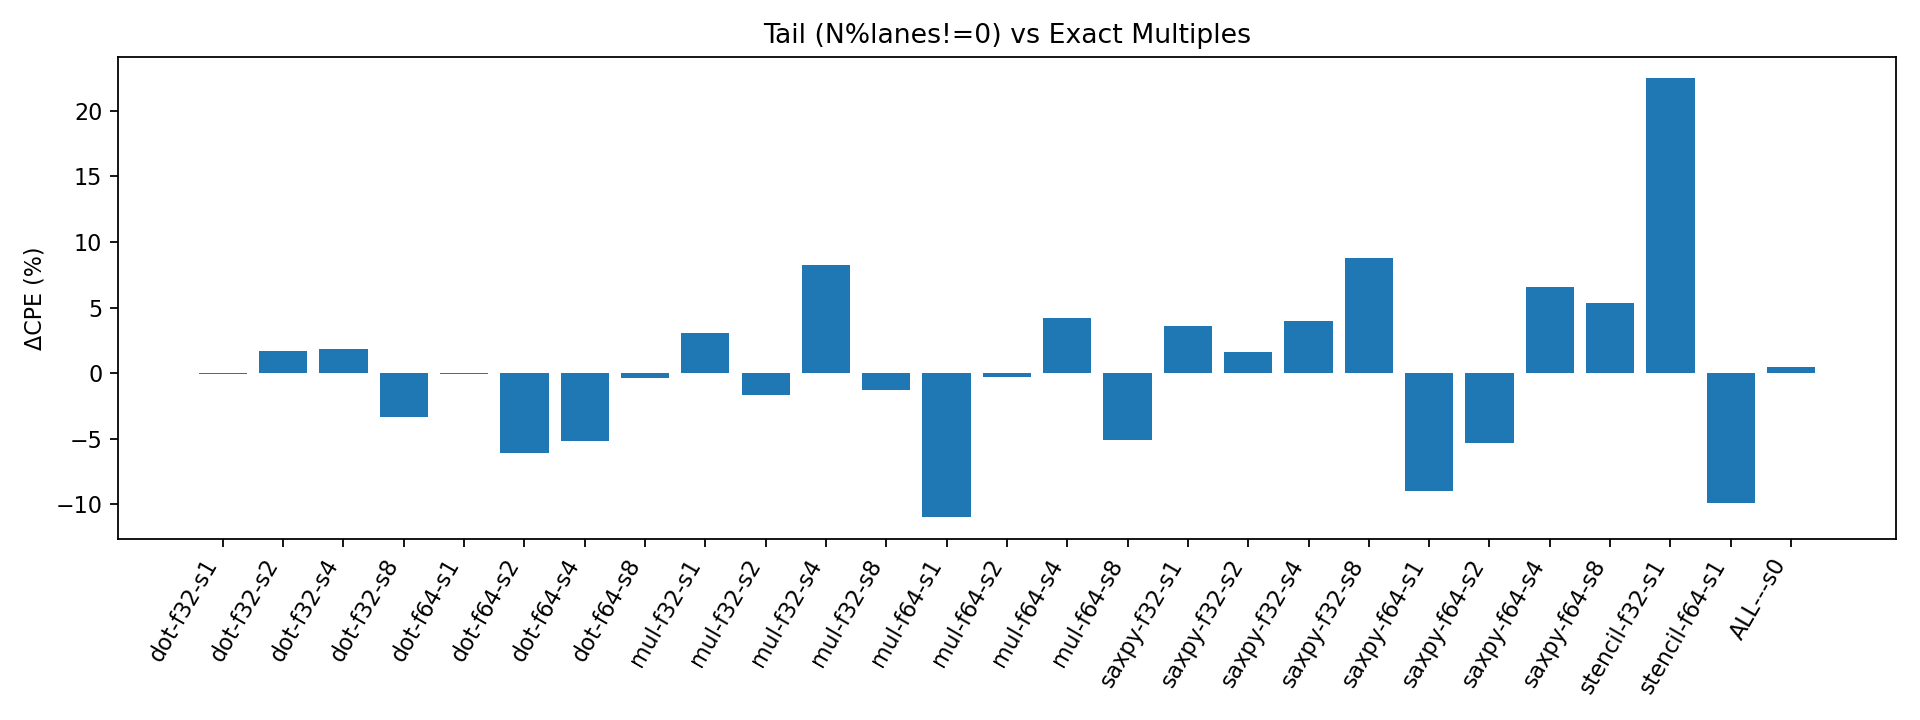 Tail (N%lanes!=0) vs Exact Multiples
ΔCPE (%)
20
15
10
5
0
−5
−10
dot-f32-s1
dot-f32-s2
dot-f32-s4
dot-f32-s8
dot-f64-s1
dot-f64-s2
dot-f64-s4
dot-f64-s8
mul-f32-s1
mul-f32-s2
mul-f32-s4
mul-f32-s8
mul-f64-s1
mul-f64-s2
mul-f64-s4
mul-f64-s8
saxpy-f32-s1
saxpy-f32-s2
saxpy-f32-s4
saxpy-f32-s8
saxpy-f64-s1
saxpy-f64-s2
saxpy-f64-s4
saxpy-f64-s8
stencil-f32-s1
stencil-f64-s1
ALL---s0